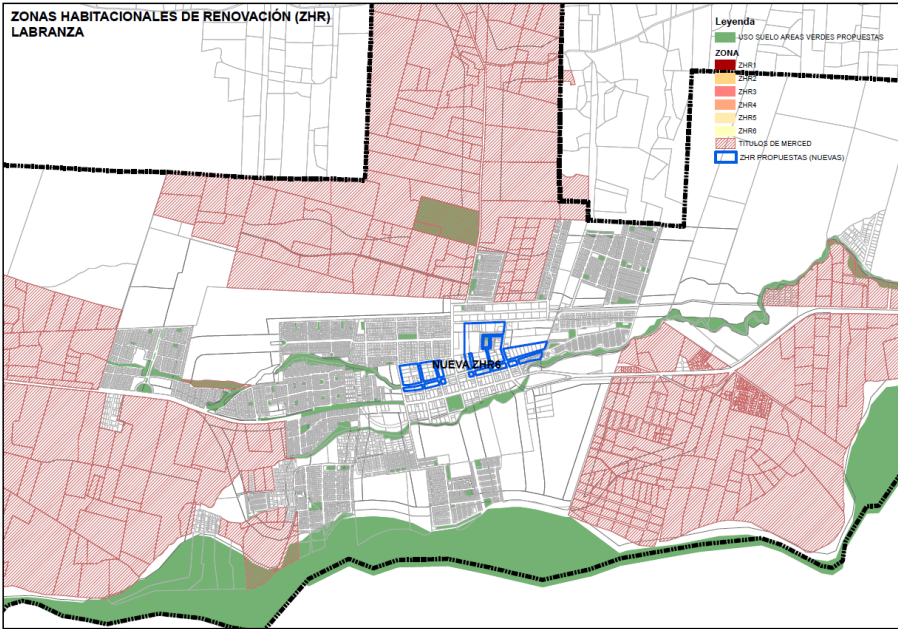 ZONAS HABITACIONALES DE RENOVACIÓN (ZHR)
LABRANZA
Leyenda
USO SUELO AREAS VERDES PROPUESTAS
ZONA
ZHR1
ZHR2
ZHR3
ZHR4
ZHR5
ZHR6
TITULOS DE MERCED
ZHR PROPUESTAS (NUEVAS)
NUEVA ZHR6